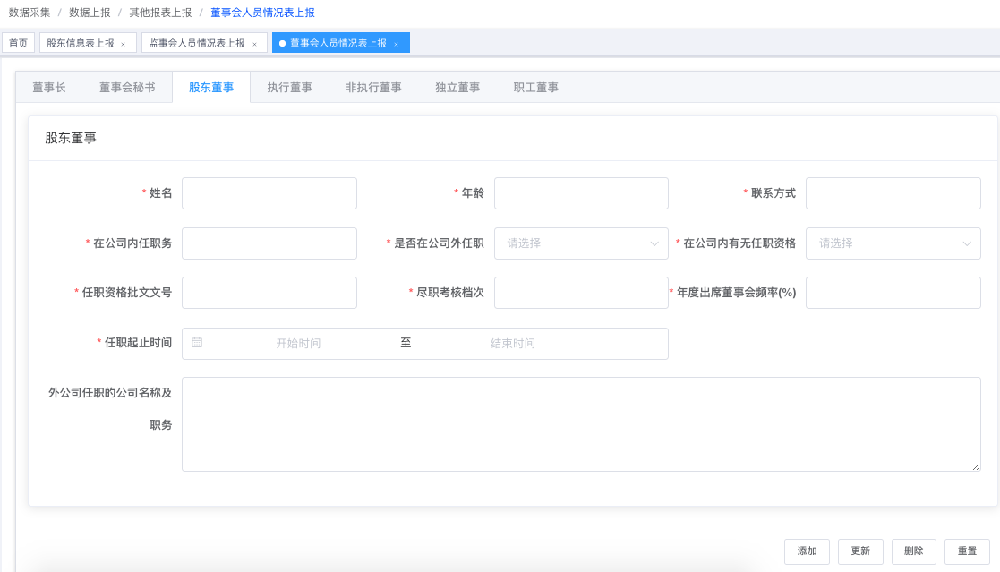 数据采集 / 数据上报 / 其他报表上报 / 董事会人员情况表上报
首页 股东信息表上报 × 监事会人员情况表上报 × 董事会人员情况表上报 ×
董事长 董事会秘书 股东董事 执行董事 非执行董事 独立董事 职工董事
股东董事
* 姓名 * 年龄 * 联系方式
* 在公司内任职务 * 是否在公司外任职 请选择 * 在公司内有无任职资格 请选择
* 任职资格批文文号 * 尽职考核档次 * 年度出席董事会频率(%)
* 任职起止时间 开始时间 至 结束时间
外公司任职的公司名称及
职务
添加 更新 删除 重置